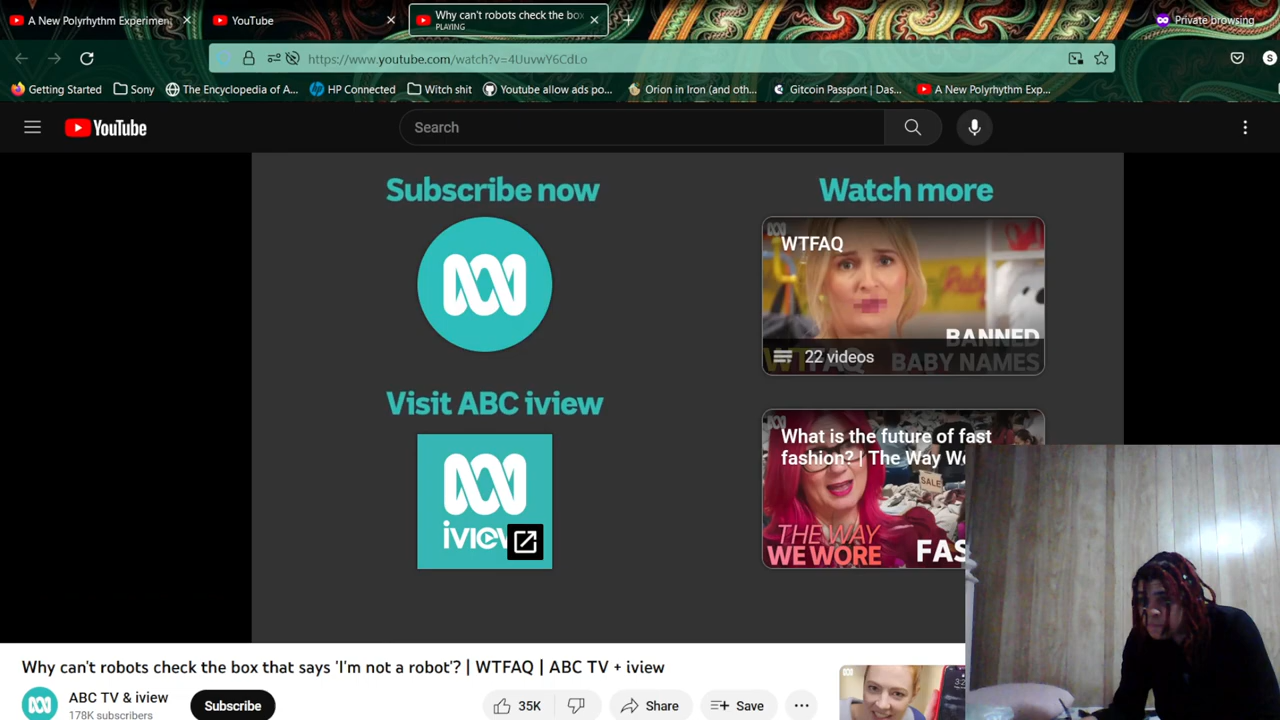 A New Polyrhythm Experimen
YouTube
Why can't robots check the box
PLAYING
Private browsing
https://www.youtube.com/watch?v=4UuvwY6CdLo
S
Getting Started
Sony
The Encyclopedia of A...
HP Connected
Witch shit
Youtube allow ads po...
Orion in Iron (and oth...
Gitcoin Passport | Das...
A New Polyrhythm Exp...
YouTube
Search
Subscribe now
Watch more
WTFAQ
BANNED
BABY NAMES
WTFAQ
22 videos
Visit ABC iview
iview
What is the future of fast
fashion? | The Way We
SALE
THE WAY
WE WORE
FAS
Why can't robots check the box that says 'I'm not a robot'? | WTFAQ | ABC TV + iview
ABC TV & iview
178K subscribers
Subscribe
35K
Share
Save